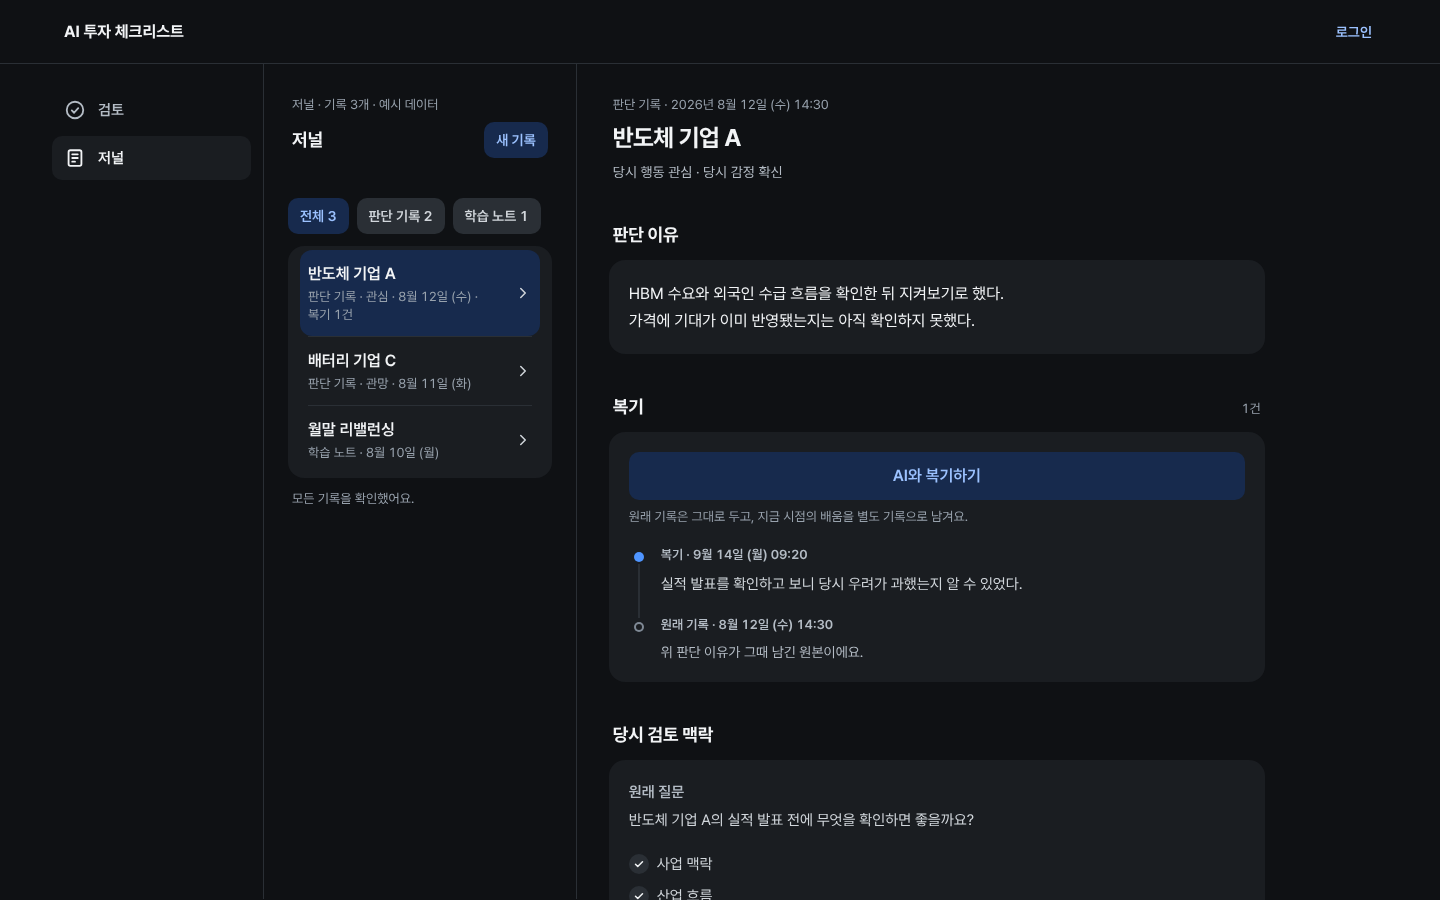 AI 투자 체크리스트
로그인
검토
저널
저널 · 기록 3개 · 예시 데이터
저널
새 기록
전체 3
판단 기록 2
학습 노트 1
반도체 기업 A
판단 기록 · 관심 · 8월 12일 (수) ·
복기 1건
배터리 기업 C
판단 기록 · 관망 · 8월 11일 (화)
월말 리밸런싱
학습 노트 · 8월 10일 (월)
모든 기록을 확인했어요.
판단 기록 · 2026년 8월 12일 (수) 14:30
반도체 기업 A
당시 행동 관심 · 당시 감정 확신
판단 이유
HBM 수요와 외국인 수급 흐름을 확인한 뒤 지켜보기로 했다.
가격에 기대가 이미 반영됐는지는 아직 확인하지 못했다.
복기
1건
AI와 복기하기
원래 기록은 그대로 두고, 지금 시점의 배움을 별도 기록으로 남겨요.
복기 · 9월 14일 (월) 09:20
실적 발표를 확인하고 보니 당시 우려가 과했는지 알 수 있었다.
원래 기록 · 8월 12일 (수) 14:30
위 판단 이유가 그때 남긴 원본이에요.
당시 검토 맥락
원래 질문
반도체 기업 A의 실적 발표 전에 무엇을 확인하면 좋을까요?
사업 맥락
산업 흐름